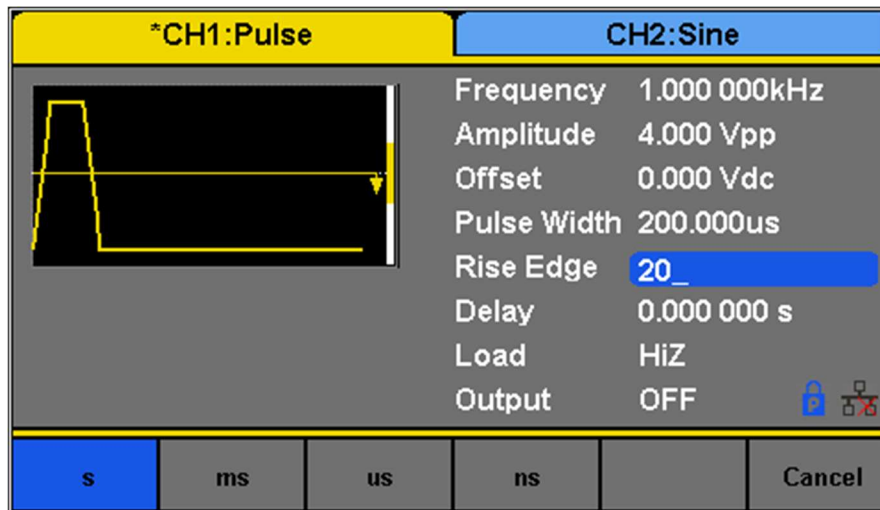 *CH1:Pulse
CH2:Sine
Frequency 1.000 000kHz
Amplitude 4.000 Vpp
Offset 0.000 Vdc
Pulse Width 200.000us
Rise Edge 20_
Delay 0.000 000 s
Load HiZ
Output OFF
P
s ms us ns Cancel